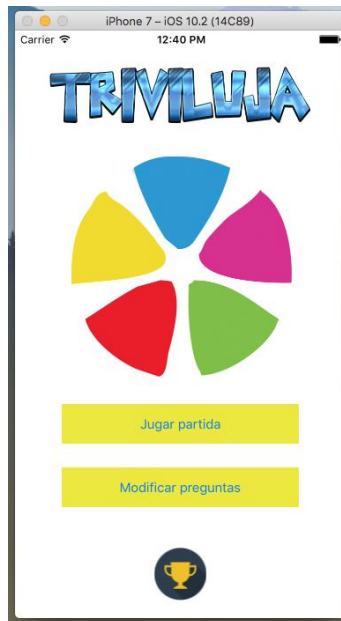 iPhone 7 – iOS 10.2 (14C89)
Carrier 12:40 PM
TRIVILUJA
Jugar partida
Modificar preguntas